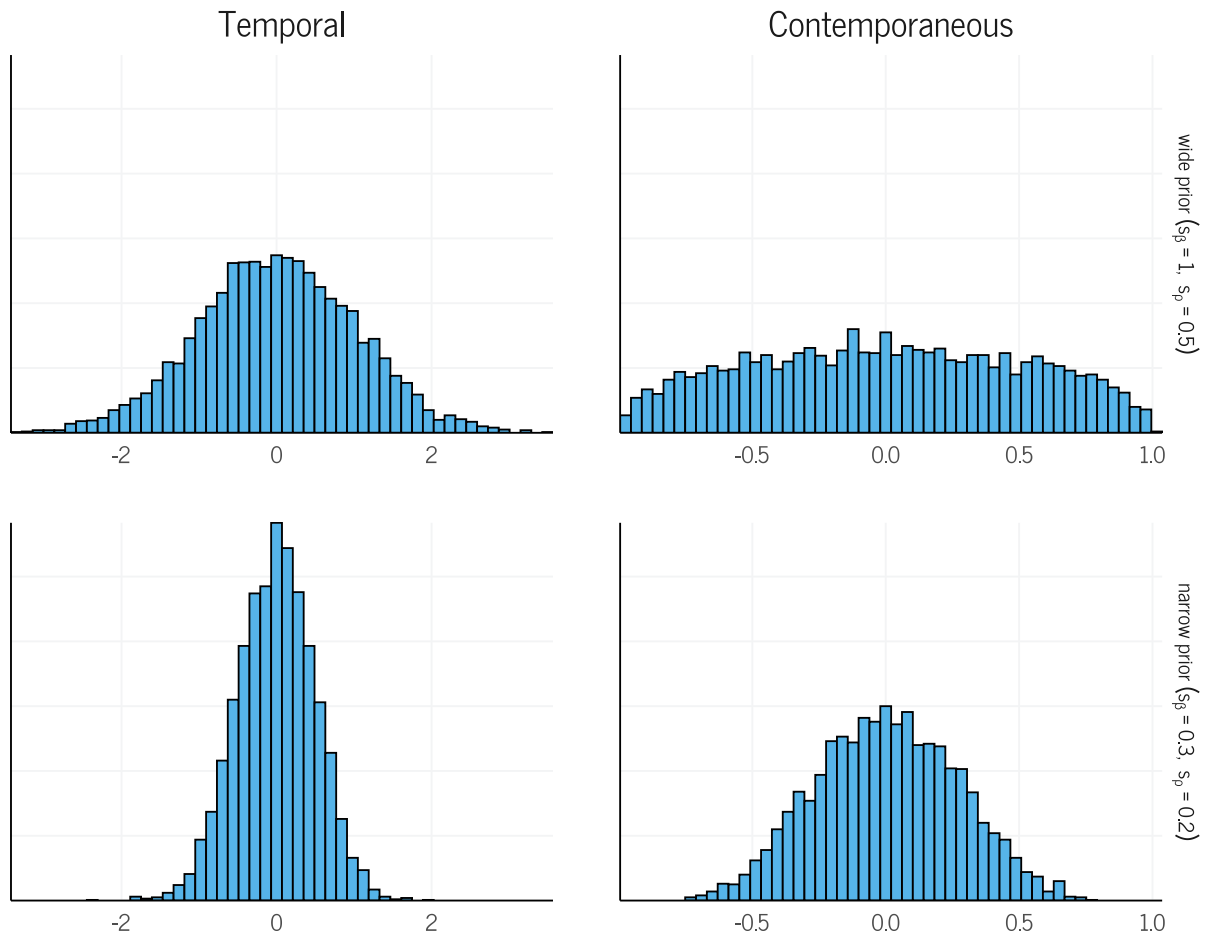 Temporal
Contemporaneous
-2 0 2
-0.5 0.0 0.5 1.0
wide prior (sβ = 1, sρ = 0.5)
-2 0 2
-0.5 0.0 0.5 1.0
narrow prior (sβ = 0.3, sρ = 0.2)